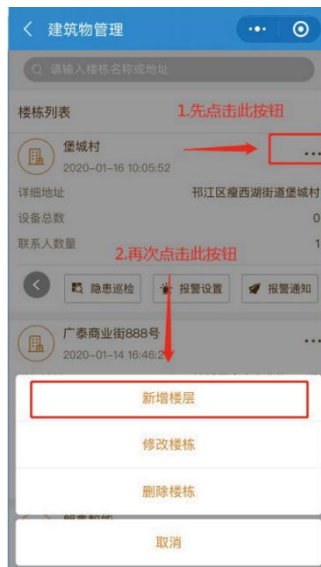 建筑物管理
请输入楼栋名称或地址
楼栋列表
1.先点击此按钮
堡城村
2020-01-16 10:05:52
详细地址
邗江区瘦西湖街道堡城村
设备总数
0
联系人数量
1
2.再次点击此按钮
隐患巡检
报警设置
报警通知
广泰商业街888号
2020-01-14 16:46:2
新增楼层
修改楼栋
删除楼栋
取消